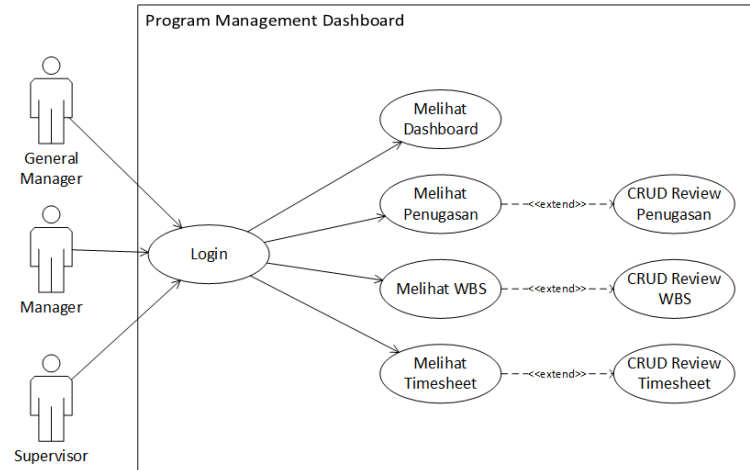 Program Management Dashboard
General
Manager
Manager
Supervisor
Login
Melihat
Dashboard
Melihat
Penugasan
<<extend>>
CRUD Review
Penugasan
Melihat WBS
<<extend>>
CRUD Review
WBS
Melihat
Timesheet
<<extend>>
CRUD Review
Timesheet